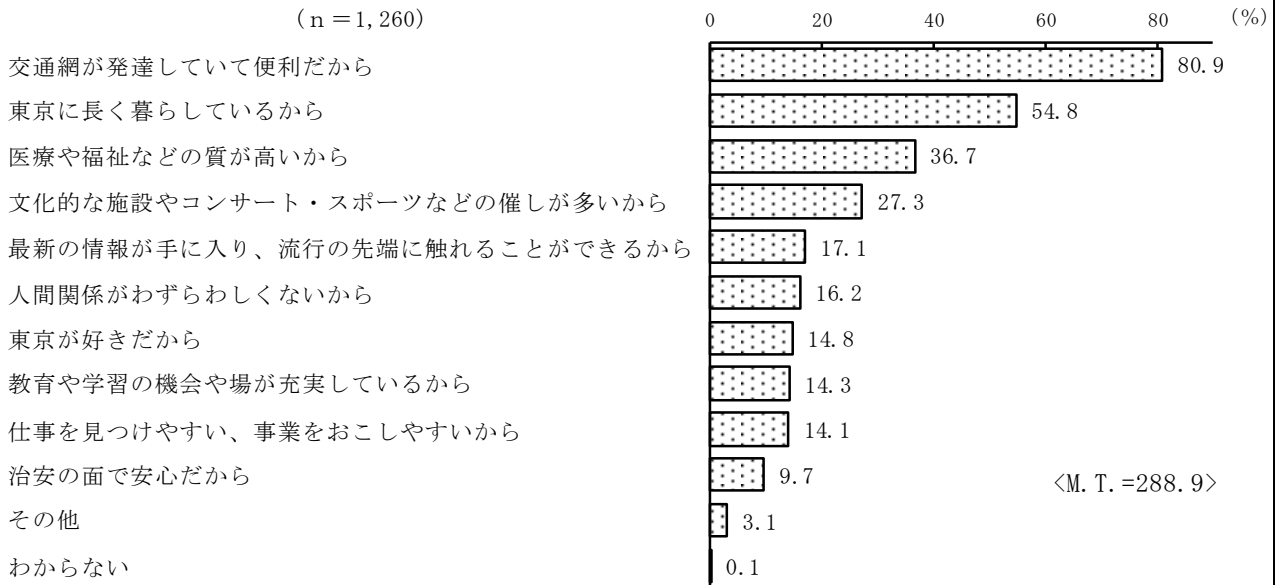 (ｎ＝1,260)
0 20 40 60 80 (%)
交通網が発達していて便利だから 80.9
東京に長く暮らしているから 54.8
医療や福祉などの質が高いから 36.7
文化的な施設やコンサート・スポーツなどの催しが多いから 27.3
最新の情報が手に入り、流行の先端に触れることができるから 17.1
人間関係がわずらわしくないから 16.2
東京が好きだから 14.8
教育や学習の機会や場が充実しているから 14.3
仕事を見つけやすい、事業をおこしやすいから 14.1
治安の面で安心だから 9.7
<M.T.=288.9>
その他 3.1
わからない 0.1